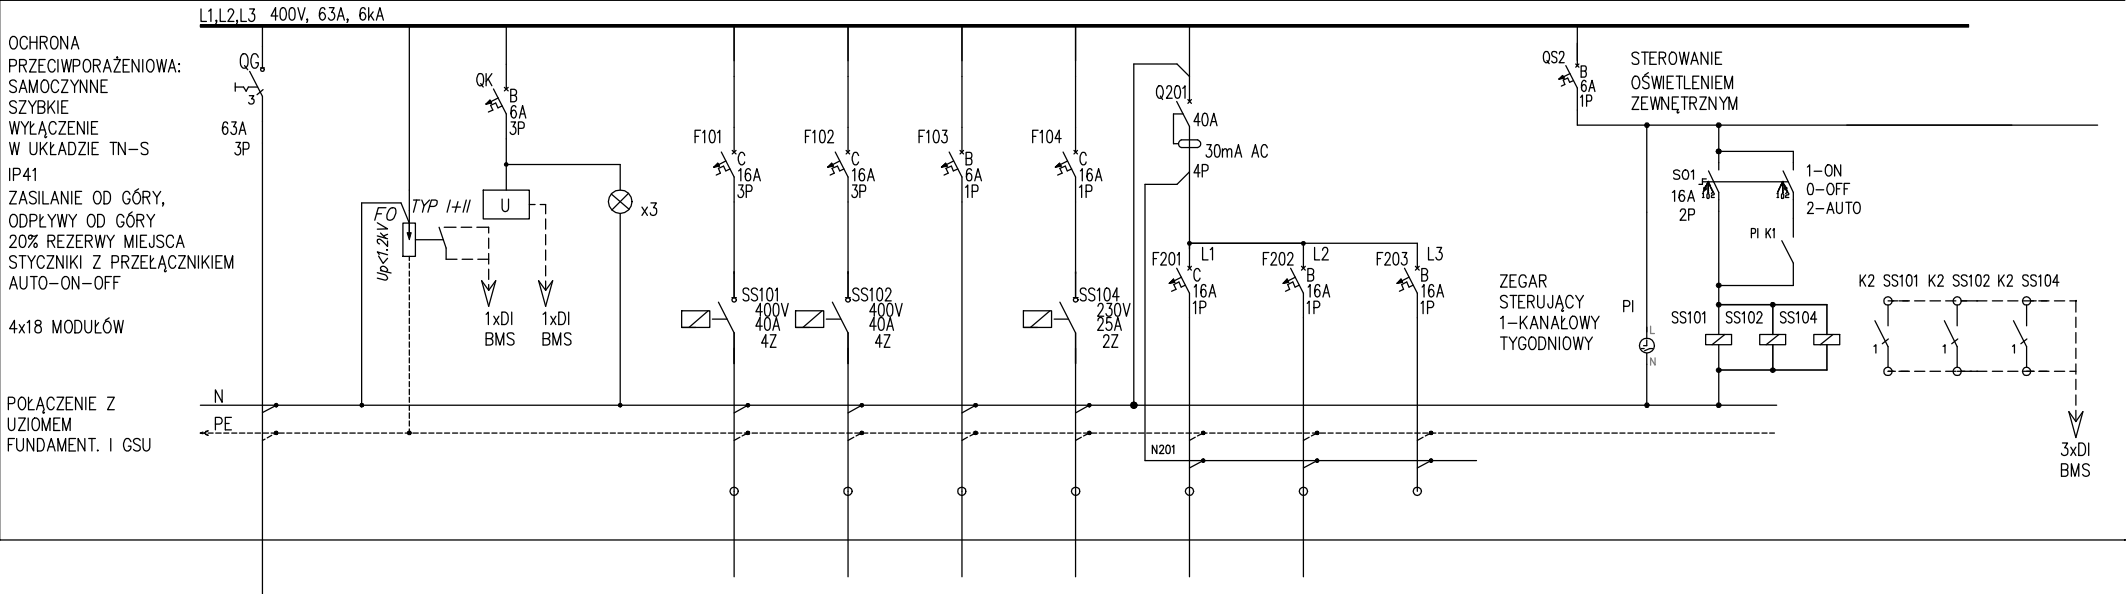 L1,L2,L3 400V, 63A, 6kA
OCHRONA
PRZECIWPORAŻENIOWA:
SAMOCZYNNE
SZYBKIE
WYŁĄCZENIE
W UKŁADZIE TN-S
IP41
ZASILANIE OD GÓRY,
ODPŁYWY OD GÓRY
20% REZERWY MIEJSCA
STYCZNIKI Z PRZEŁĄCZNIKIEM
AUTO-ON-OFF
4x18 MODUŁÓW
POŁĄCZENIE Z
UZIOMEM
FUNDAMENT. I GSU
N
PE
QG
3
63A
3P
FO
TYP I+II
Up<1.2kV
QK
B
6A
3P
U
x3
1xDI
BMS
1xDI
BMS
F101
C
16A
3P
SS101
400V
40A
4Z
F102
C
16A
3P
SS102
400V
40A
4Z
F103
B
6A
1P
F104
C
16A
1P
SS104
230V
25A
2Z
Q201
40A
30mA AC
4P
N201
L1
F201
C
16A
1P
L2
F202
B
16A
1P
L3
F203
B
16A
1P
QS2
B
6A
1P
STEROWANIE
OŚWIETLENIEM
ZEWNĘTRZNYM
ZEGAR
STERUJĄCY
1-KANAŁOWY
TYGODNIOWY
PI
L
N
SO1
16A
2P
1-ON
0-OFF
2-AUTO
PI K1
SS101 SS102 SS104
K2 SS101 K2 SS102 K2 SS104
1 1 1
3xDI
BMS